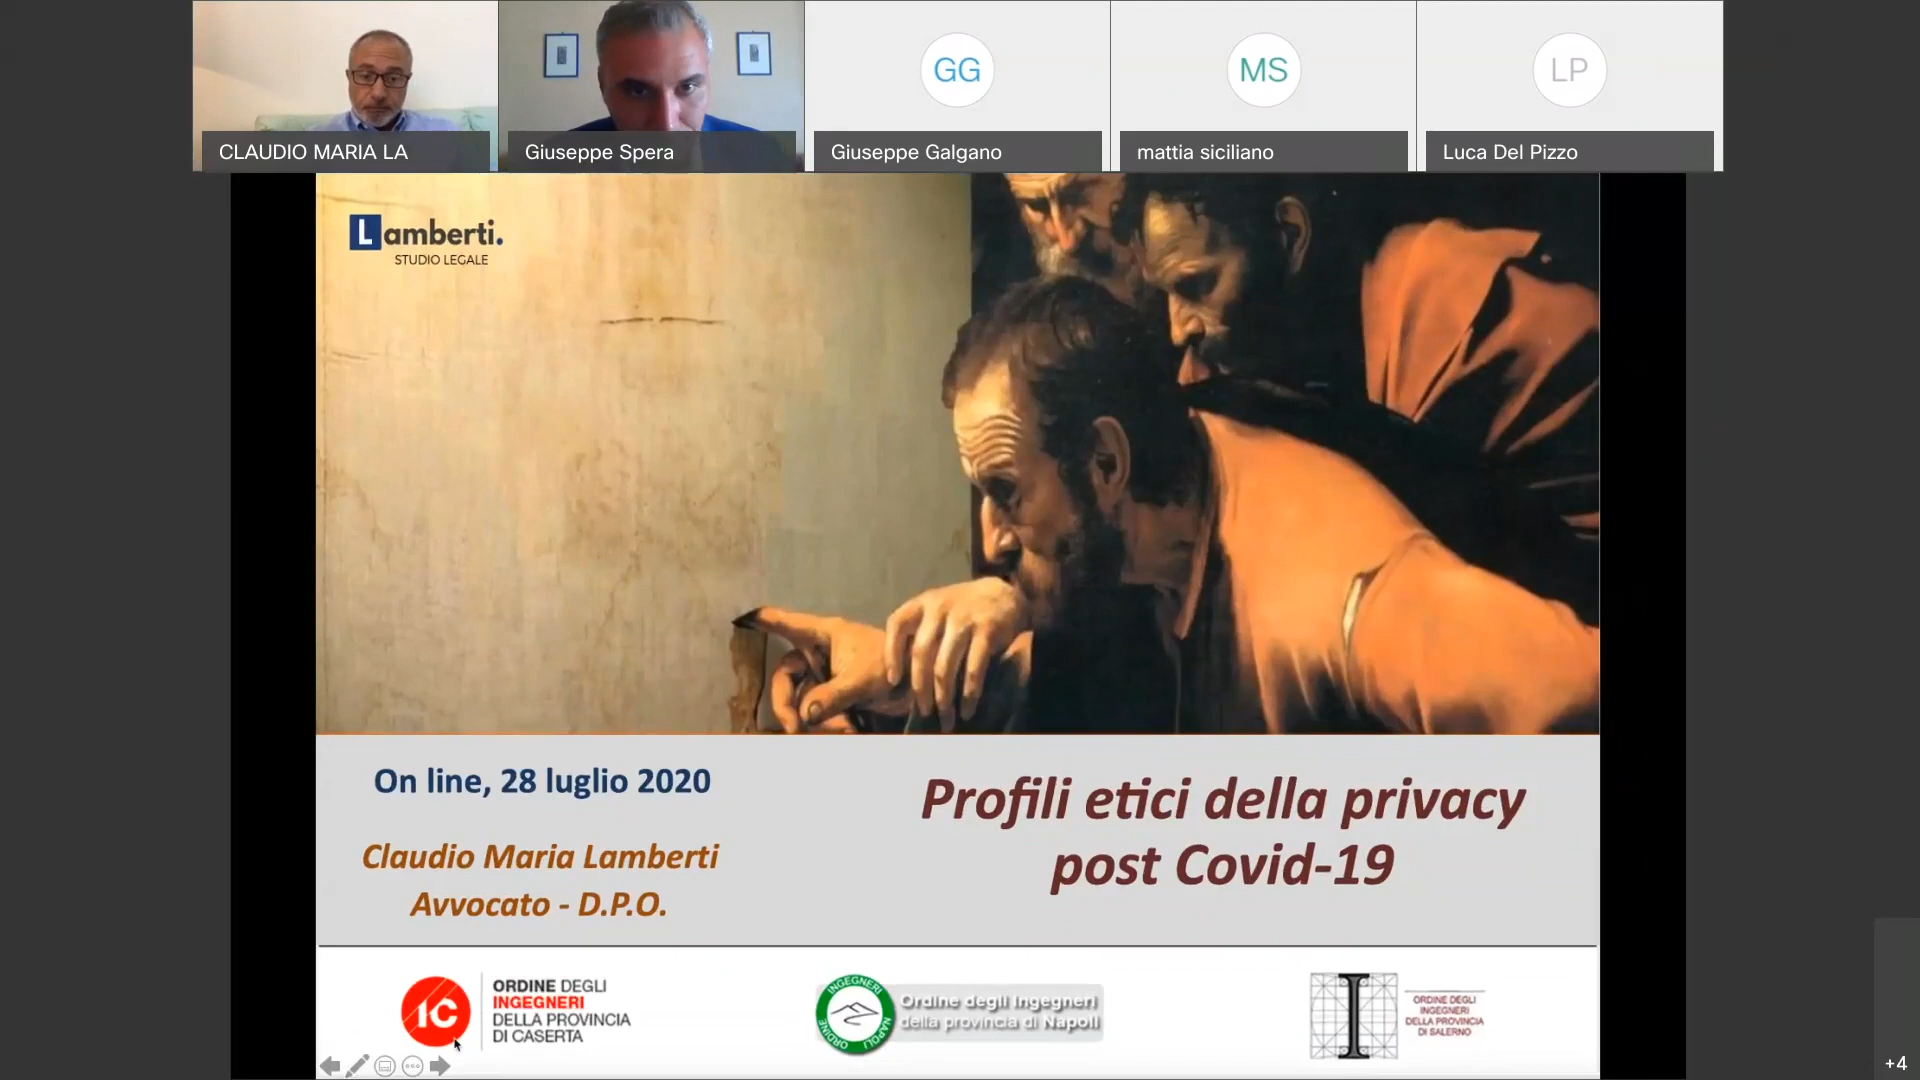 GG
MS
LP
CLAUDIO MARIA LA
Giuseppe Spera
Giuseppe Galgano
mattia siciliano
Luca Del Pizzo
Lamberti.
STUDIO LEGALE
On line, 28 luglio 2020
Claudio Maria Lamberti
Avvocato - D.P.O.
Profili etici della privacy
post Covid-19
IC
ORDINE DEGLI
INGEGNERI
DELLA PROVINCIA
DI CASERTA
INGEGNERI
ORDINE
NAPOLI
Ordine degli Ingegneri
della provincia di Napoli
I
ORDINE DEGLI
INGEGNERI
DELLA PROVINCIA
DI SALERNO
+4